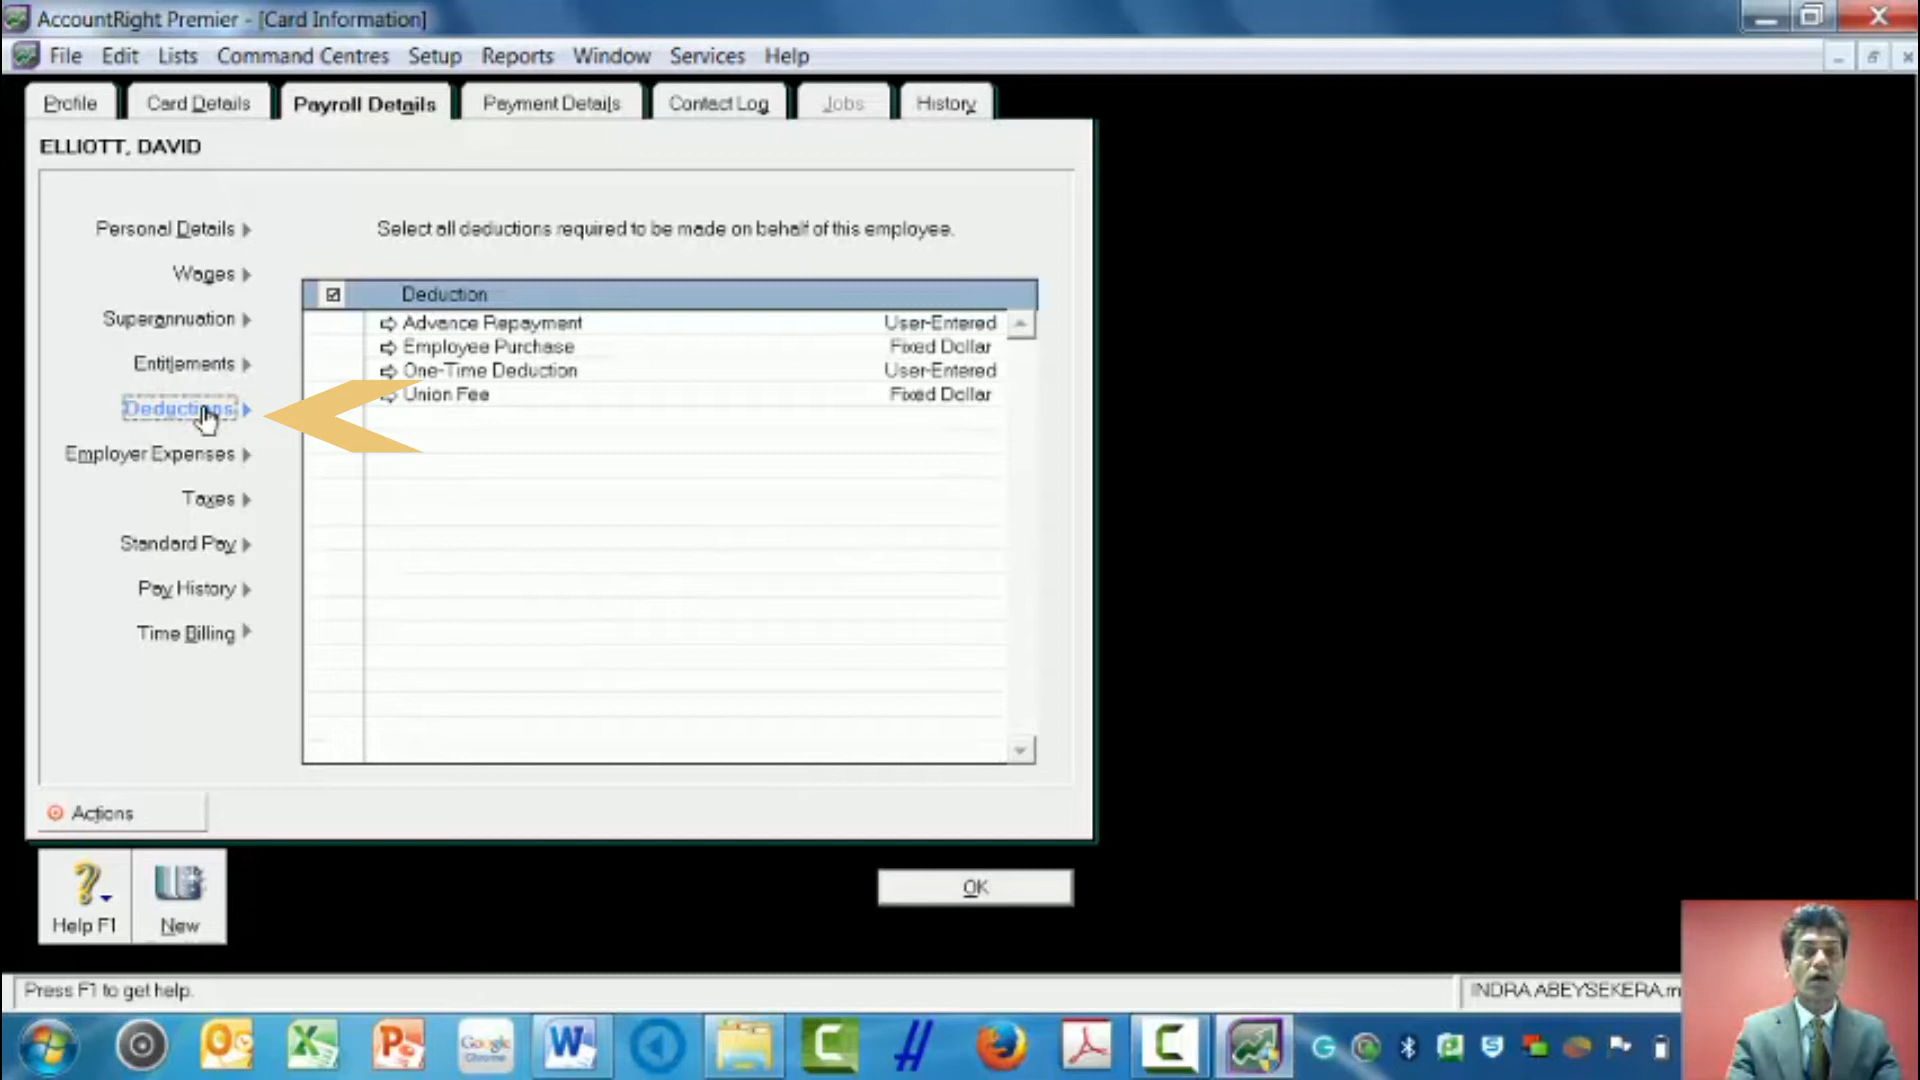 AccountRight Premier - [Card Information]
File Edit Lists Command Centres Setup Reports Window Services Help
Profile Card Details Payroll Details Payment Details Contact Log Jobs History
ELLIOTT, DAVID
Personal Details
Wages
Superannuation
Entitlements
Deductions
Employer Expenses
Taxes
Standard Pay
Pay History
Time Billing
Select all deductions required to be made on behalf of this employee.
Deduction
Advance Repayment User-Entered
Employee Purchase Fixed Dollar
One-Time Deduction User-Entered
Union Fee Fixed Dollar
Actions
Help F1 New
OK
Press F1 to get help.
INDRA ABEYSEKERA.m
Google
Chrome